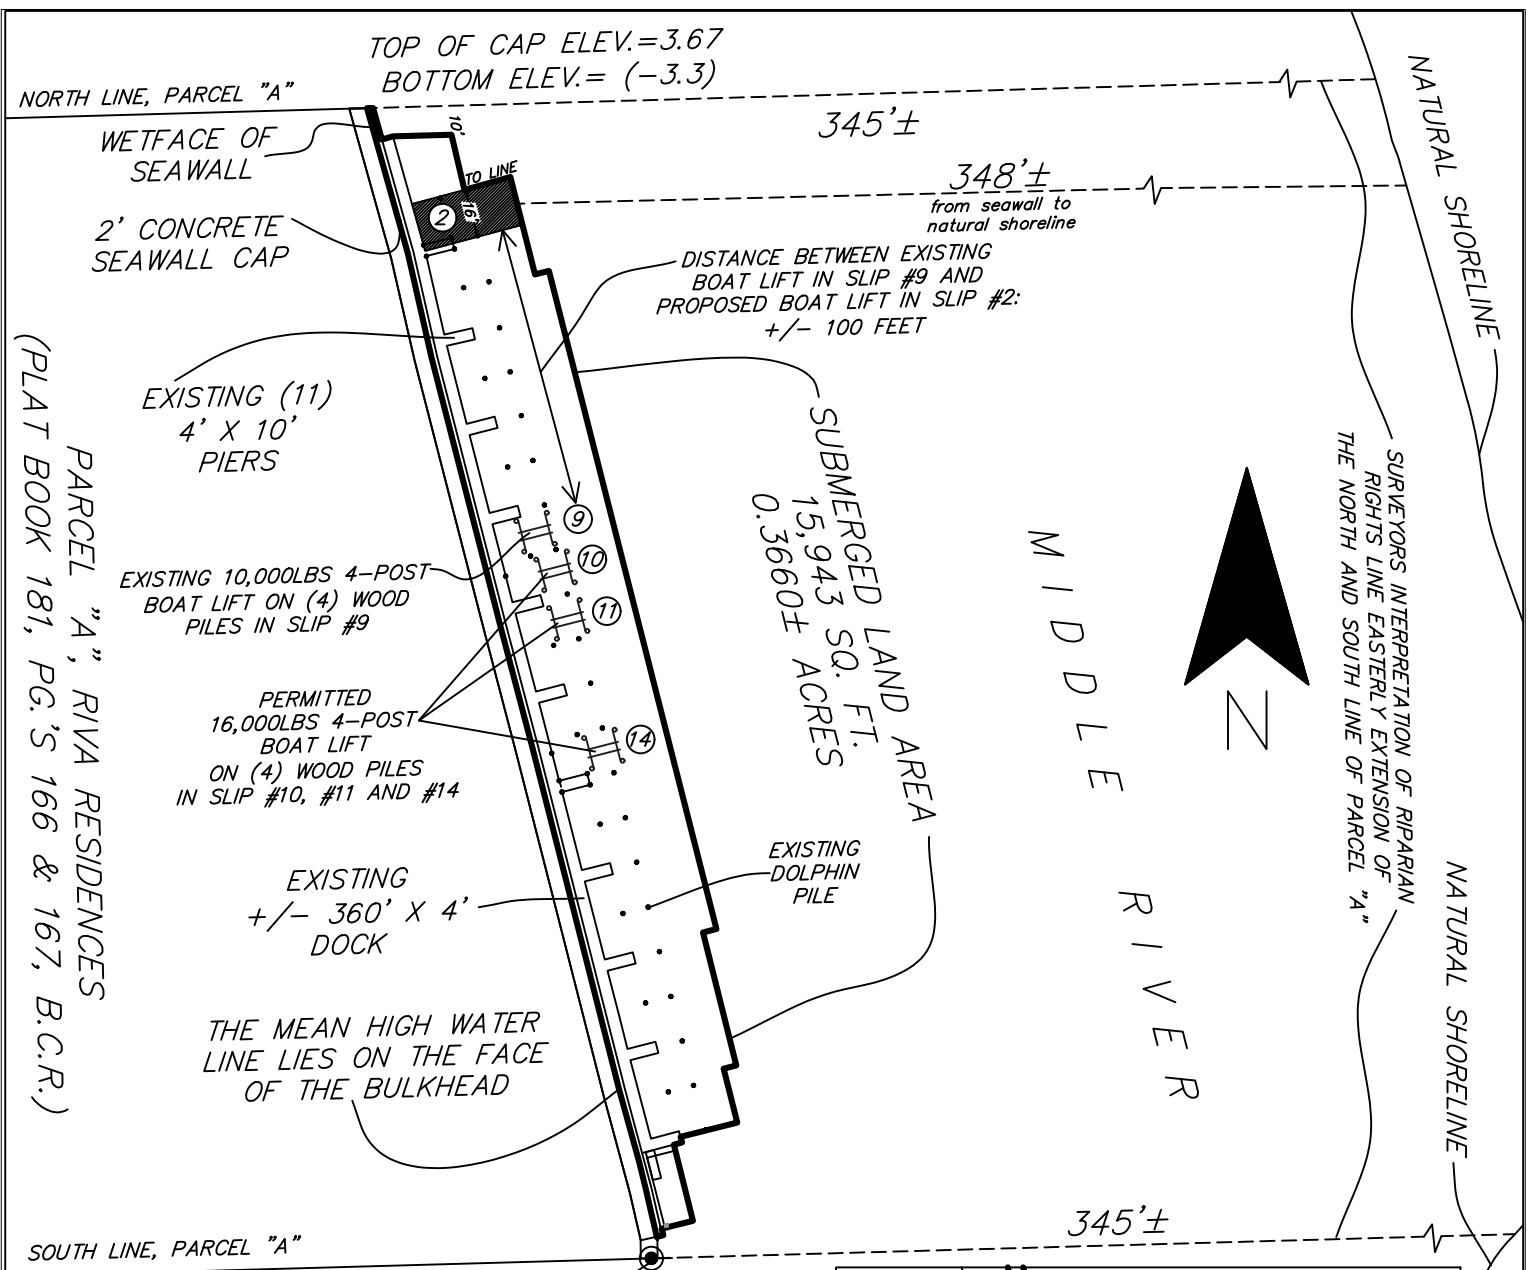 TOP OF CAP ELEV.=3.67
BOTTOM ELEV.= (-3.3)
NORTH LINE, PARCEL "A"
WETFACE OF
SEAWALL
2' CONCRETE
SEAWALL CAP
10'
TO LINE
2
16'
345'±
348'±
from seawall to
natural shoreline
DISTANCE BETWEEN EXISTING
BOAT LIFT IN SLIP #9 AND
PROPOSED BOAT LIFT IN SLIP #2:
+/- 100 FEET
NATURAL SHORELINE
EXISTING (11)
4' X 10'
PIERS
PARCEL "A", RIVA RESIDENCES
(PLAT BOOK 181, PG.'S 166 & 167, B.C.R.)
SUBMERGED LAND AREA
15,943 SQ. FT.
0.3660± ACRES
9
10
11
14
EXISTING 10,000LBS 4-POST
BOAT LIFT ON (4) WOOD
PILES IN SLIP #9
PERMITTED
16,000LBS 4-POST
BOAT LIFT
ON (4) WOOD PILES
IN SLIP #10, #11 AND #14
MIDDLE RIVER
N
SURVEYORS INTERPRETATION OF RIPARIAN
RIGHTS LINE EASTERLY EXTENSION OF
THE NORTH AND SOUTH LINE OF PARCEL "A"
EXISTING
DOLPHIN
PILE
EXISTING
+/- 360' X 4'
DOCK
THE MEAN HIGH WATER
LINE LIES ON THE FACE
OF THE BULKHEAD
NATURAL SHORELINE
345'±
SOUTH LINE, PARCEL "A"